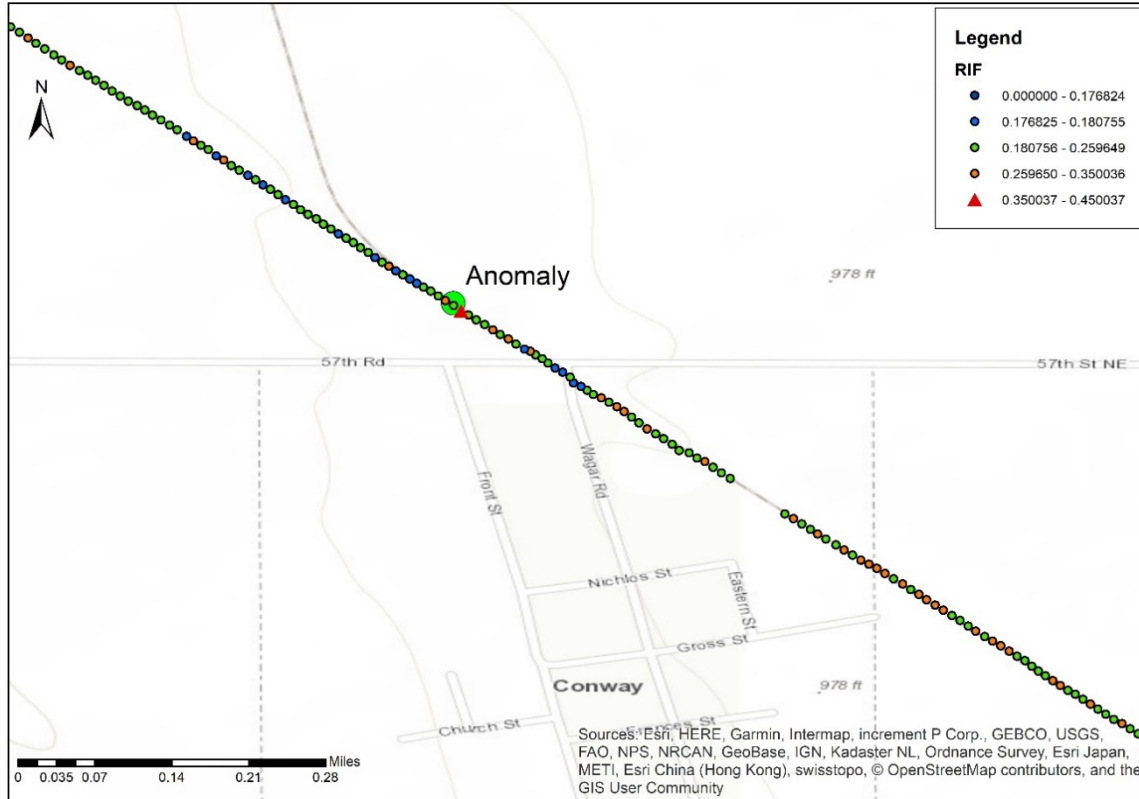 Legend
RIF
0.000000 - 0.176824
0.176825 - 0.180755
0.180756 - 0.259649
0.259650 - 0.350036
0.350037 - 0.450037
N
Anomaly
978 ft
57th Rd
57th St NE
Front St
Wagar Rd
Nichlos St
Eastern St
Gross St
Conway
978 ft
Church St
Frances St
Sources: Esri, HERE, Garmin, Intermap, increment P Corp., GEBCO, USGS,
FAO, NPS, NRCAN, GeoBase, IGN, Kadaster NL, Ordnance Survey, Esri Japan,
METI, Esri China (Hong Kong), swisstopo, © OpenStreetMap contributors, and the
GIS User Community
Miles
0 0.035 0.07 0.14 0.21 0.28